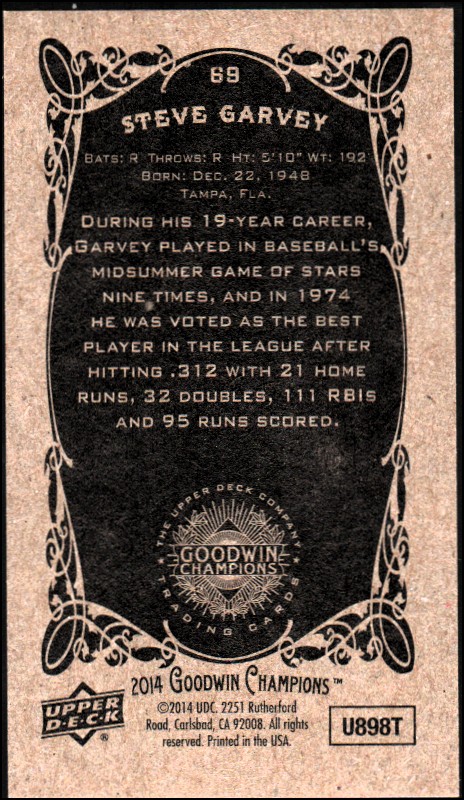 69
STEVE GARVEY
BATS: R THROWS: R HT: 5'10" WT: 192
BORN: DEC. 22, 1948
TAMPA, FLA.
DURING HIS 19-YEAR CAREER,
GARVEY PLAYED IN BASEBALL'S
MIDSUMMER GAME OF STARS
NINE TIMES, AND IN 1974
HE WAS VOTED AS THE BEST
PLAYER IN THE LEAGUE AFTER
HITTING .312 WITH 21 HOME
RUNS, 32 DOUBLES, 111 RBIS
AND 95 RUNS SCORED.
THE UPPER DECK COMPANY
GOODWIN
CHAMPIONS
TRADING CARDS
2014 GOODWIN CHAMPIONS™
UPPER
D·E·C·K
®
©2014 UDC. 2251 Rutherford
Road, Carlsbad, CA 92008. All rights
reserved. Printed in the USA.
U898T